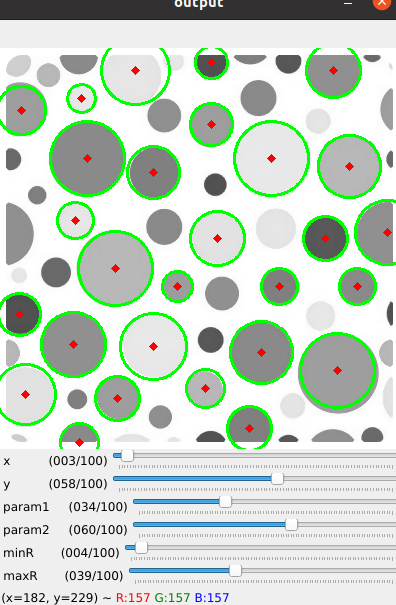 output
x (003/100)
y (058/100)
param1 (034/100)
param2 (060/100)
minR (004/100)
maxR (039/100)
(x=182, y=229) ~ R:157 G:157 B:157